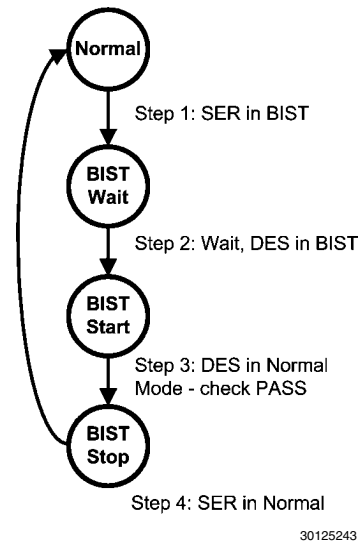 Normal
Step 1: SER in BIST
BIST
Wait
Step 2: Wait, DES in BIST
BIST
Start
Step 3: DES in Normal
Mode - check PASS
BIST
Stop
Step 4: SER in Normal
30125243